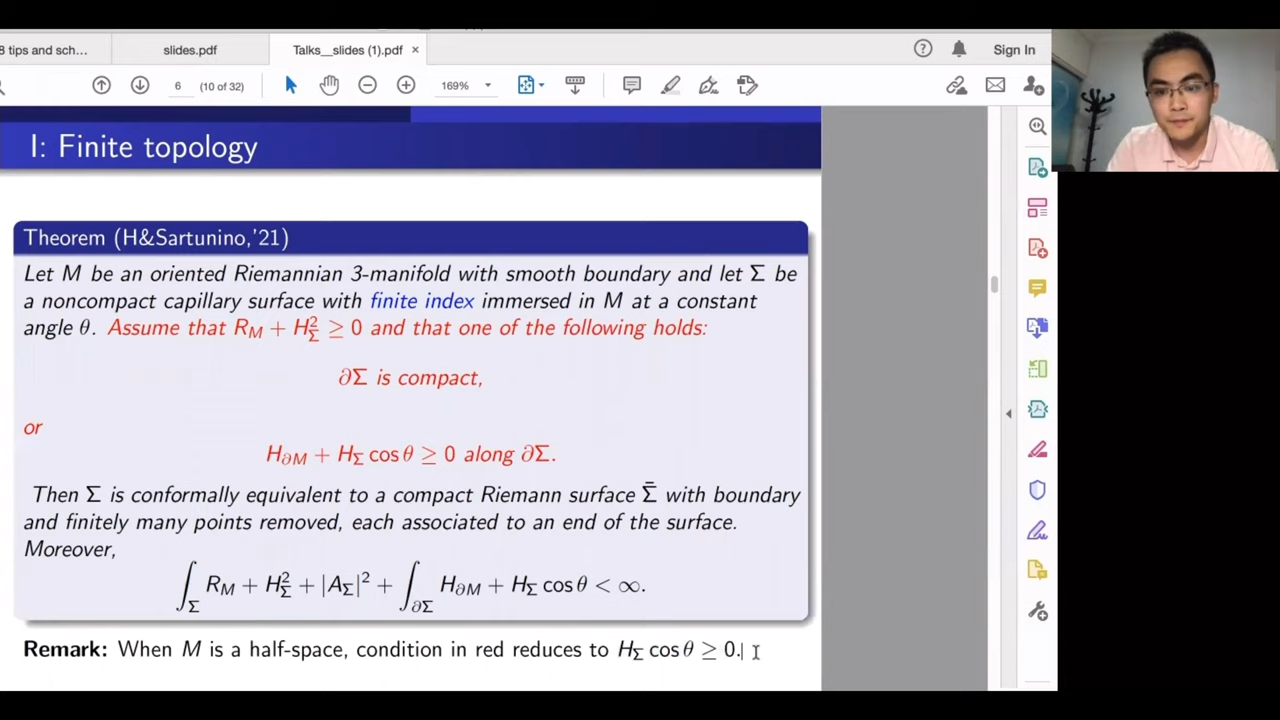 8 tips and sch...
slides.pdf
Talks__slides (1).pdf ×
Sign In
6 (10 of 32)
169%
I: Finite topology
Theorem (H&Sartunino,'21)
Let M be an oriented Riemannian 3-manifold with smooth boundary and let Σ be
a noncompact capillary surface with finite index immersed in M at a constant
angle θ. Assume that R_M + H_Σ^2 ≥ 0 and that one of the following holds:
∂Σ is compact,
or
H_∂M + H_Σ cos θ ≥ 0 along ∂Σ.
Then Σ is conformally equivalent to a compact Riemann surface Σ̄ with boundary
and finitely many points removed, each associated to an end of the surface.
Moreover,
∫_Σ R_M + H_Σ^2 + |A_Σ|^2 + ∫_∂Σ H_∂M + H_Σ cos θ < ∞.
Remark: When M is a half-space, condition in red reduces to H_Σ cos θ ≥ 0.